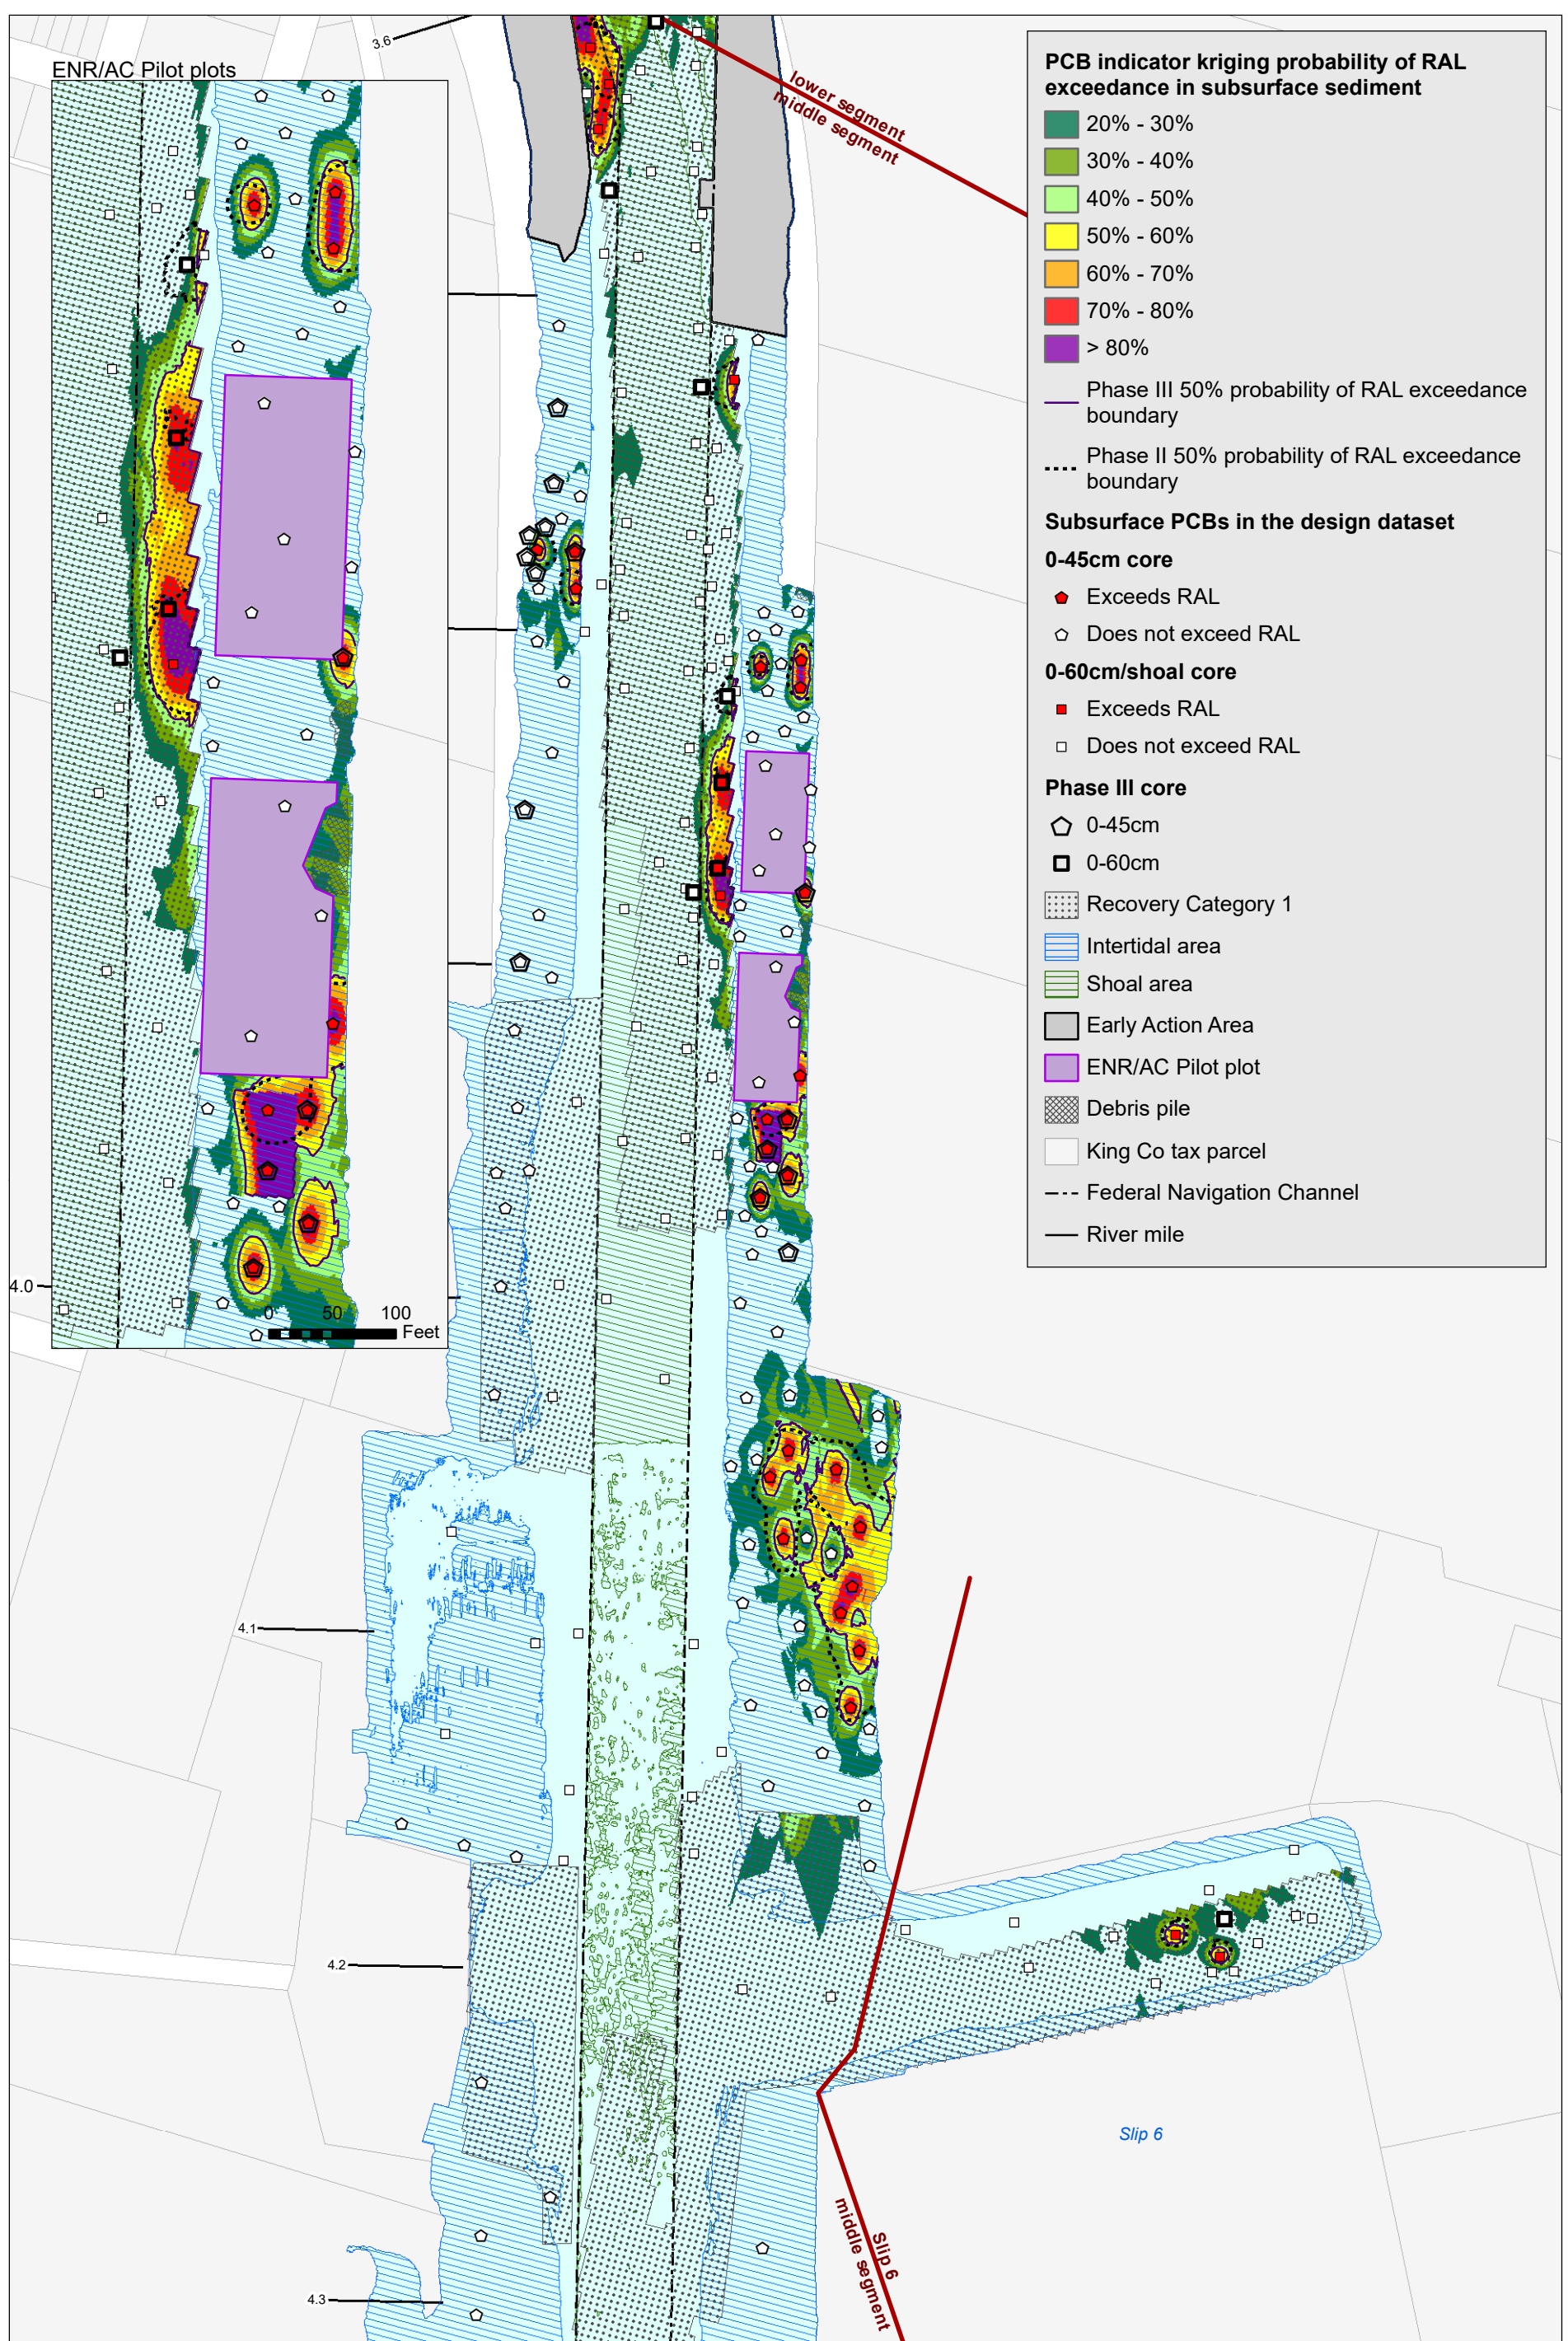 3.6
ENR/AC Pilot plots
lower segment
middle segment
PCB indicator kriging probability of RAL
exceedance in subsurface sediment
20% - 30%
30% - 40%
40% - 50%
50% - 60%
60% - 70%
70% - 80%
> 80%
Phase III 50% probability of RAL exceedance
boundary
Phase II 50% probability of RAL exceedance
boundary
Subsurface PCBs in the design dataset
0-45cm core
Exceeds RAL
Does not exceed RAL
0-60cm/shoal core
Exceeds RAL
Does not exceed RAL
Phase III core
0-45cm
0-60cm
Recovery Category 1
Intertidal area
Shoal area
Early Action Area
ENR/AC Pilot plot
Debris pile
King Co tax parcel
Federal Navigation Channel
River mile
4.0
0 50 100
Feet
4.1
4.2
Slip 6
Slip 6
middle segment
4.3